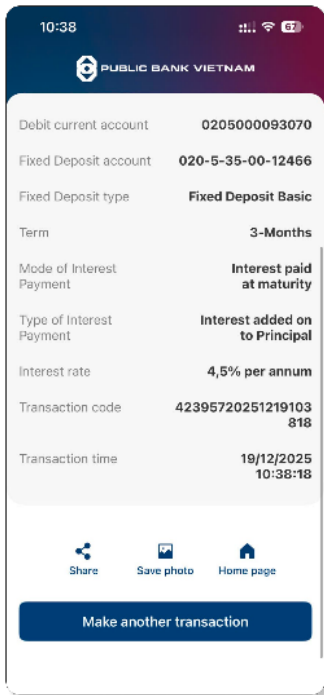 10:38
67
PUBLIC BANK VIETNAM
Debit current account 0205000093070
Fixed Deposit account 020-5-35-00-12466
Fixed Deposit type Fixed Deposit Basic
Term 3-Months
Mode of Interest Interest paid
Payment at maturity
Type of Interest Interest added on
Payment to Principal
Interest rate 4,5% per annum
Transaction code 42395720251219103
818
Transaction time 19/12/2025
10:38:18
Share Save photo Home page
Make another transaction